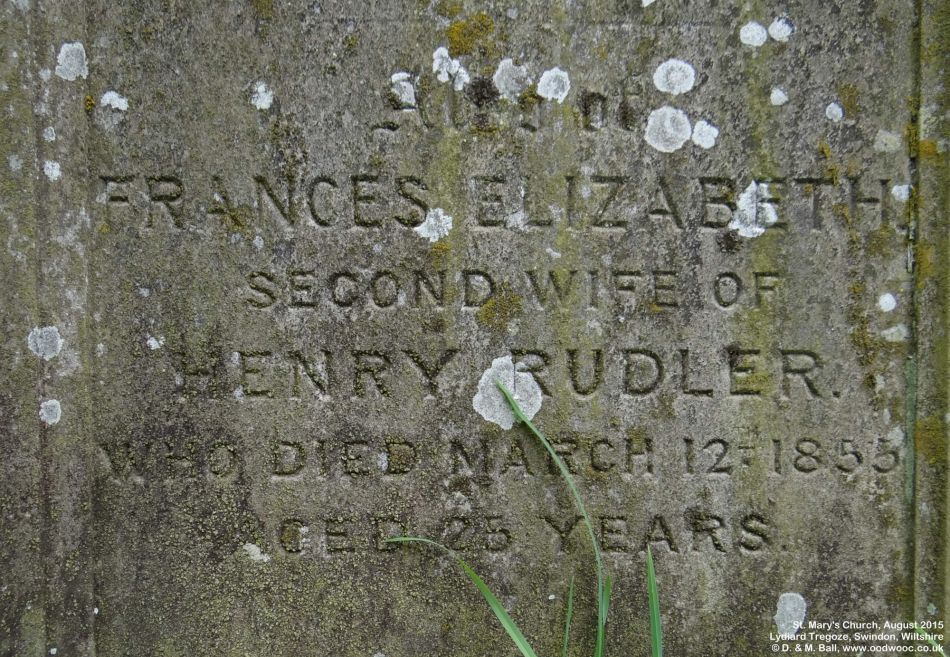 ALSO OF
FRANCES ELIZABETH,
SECOND WIFE OF
HENRY RUDLER.
WHO DIED MARCH 12TH 1855
AGED 25 YEARS.
St. Mary's Church, August 2015
Lydiard Tregoze, Swindon, Wiltshire
© D. & M. Ball, www.oodwooc.co.uk